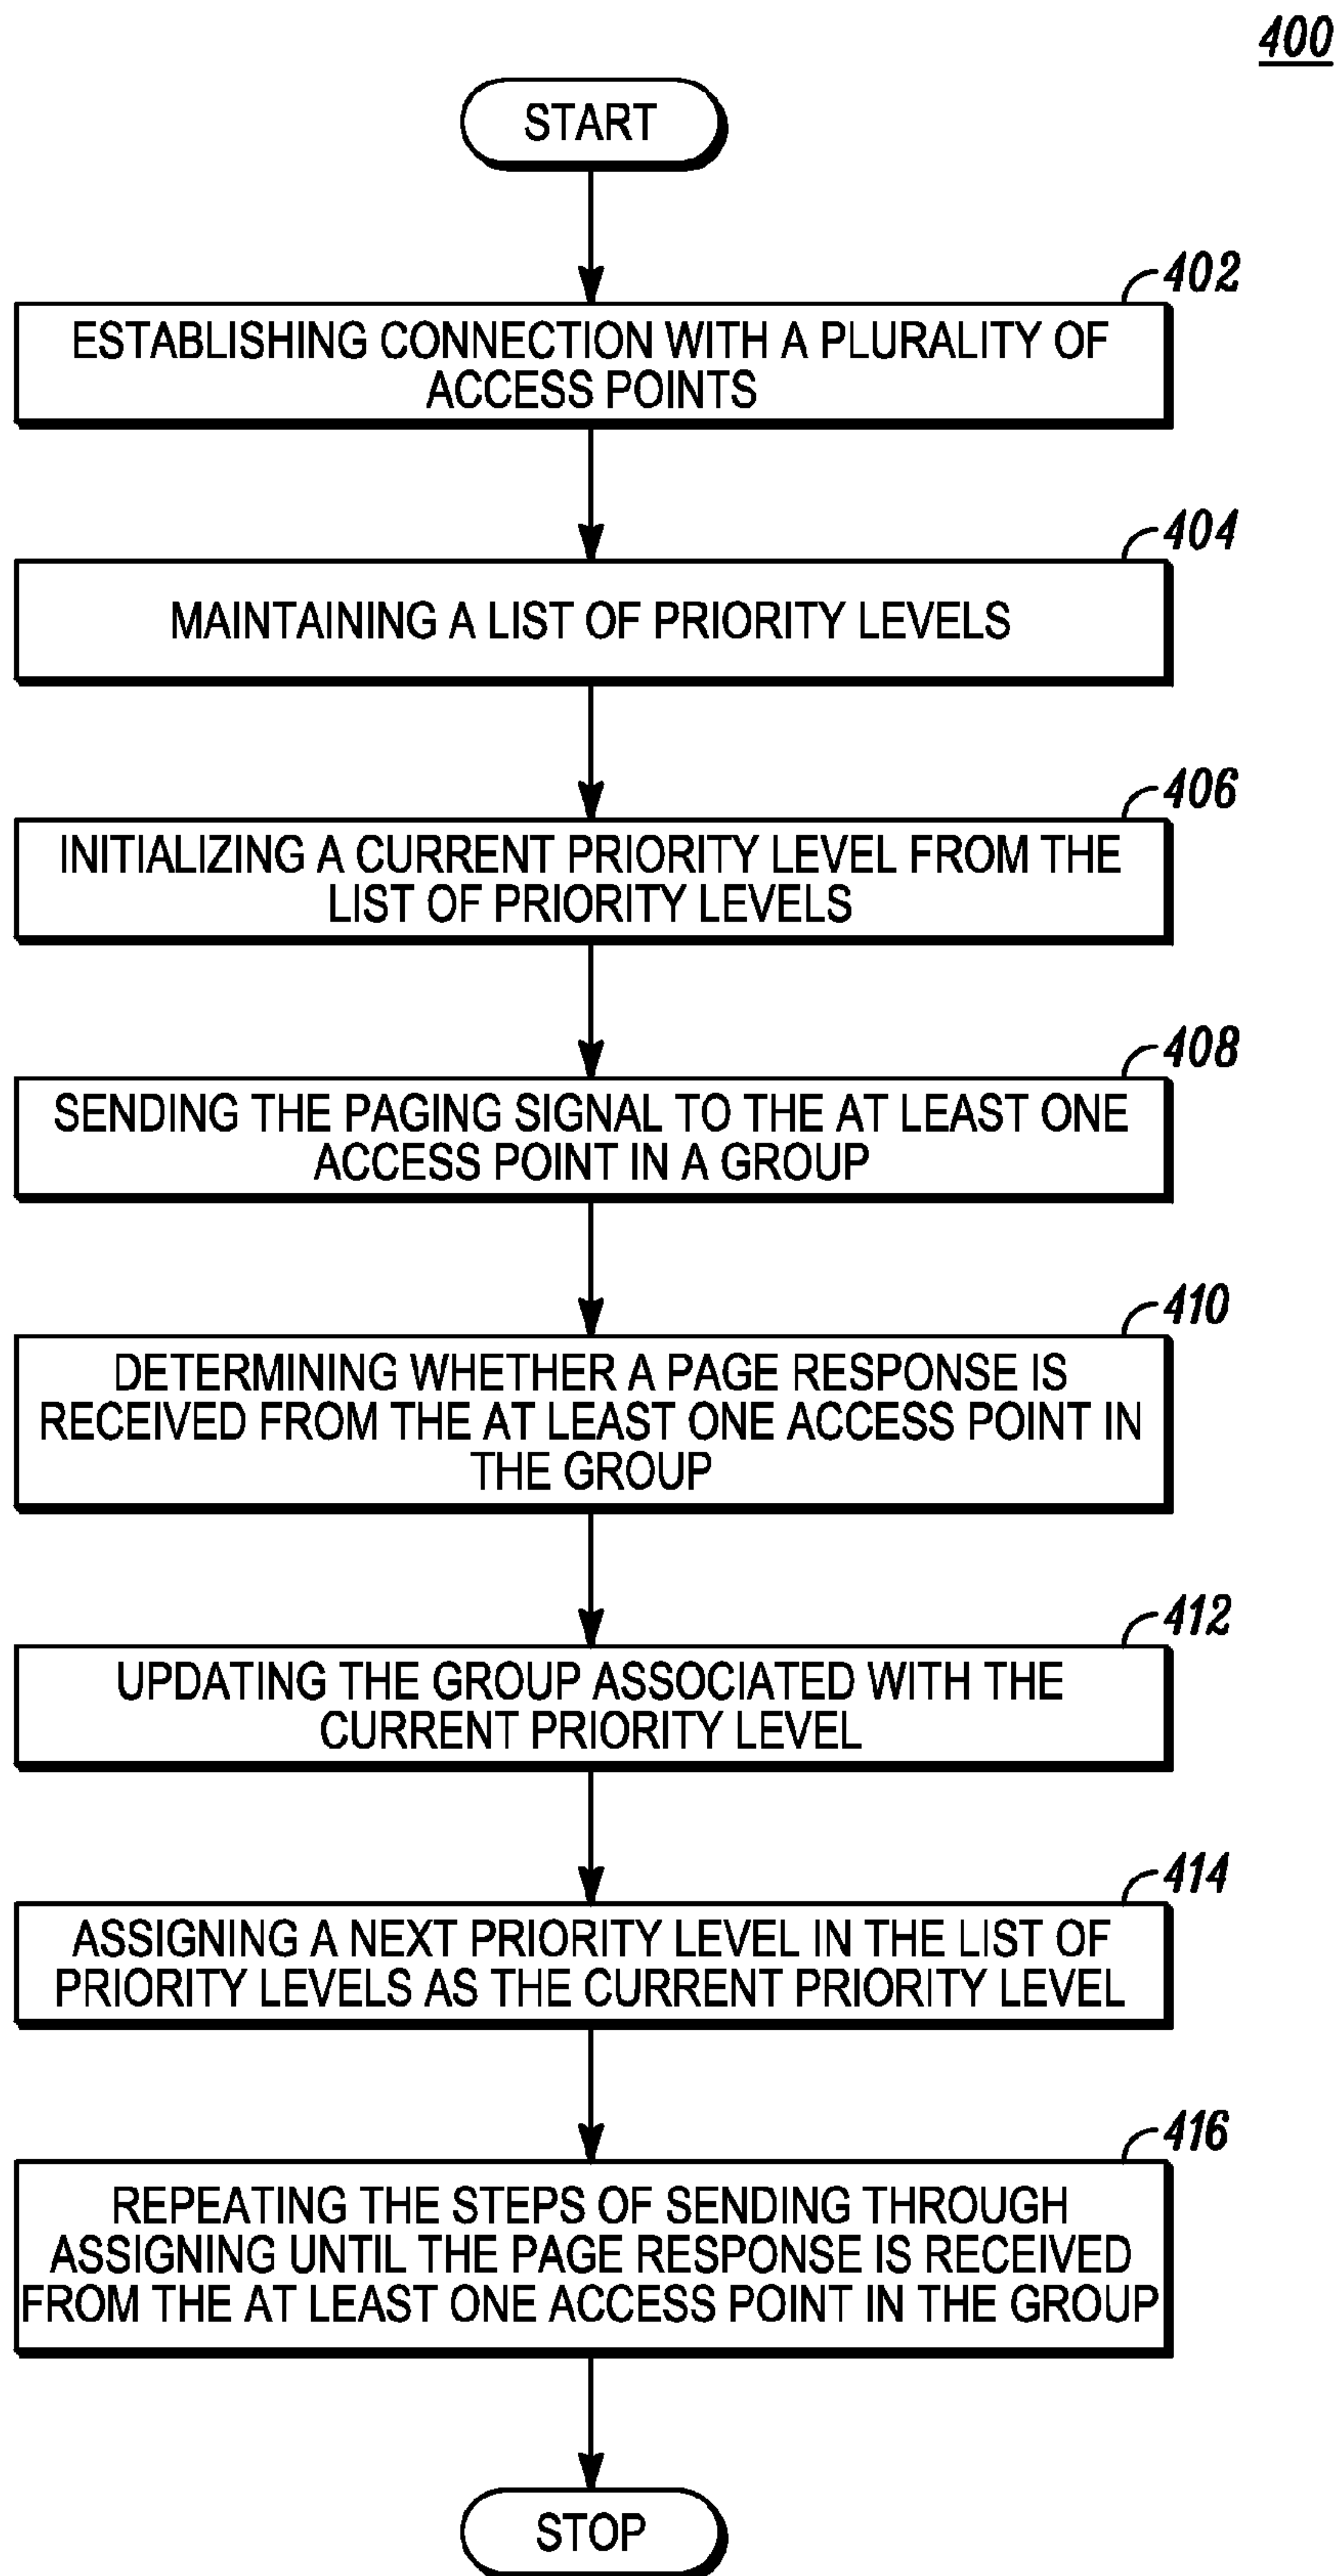 400
START
402
ESTABLISHING CONNECTION WITH A PLURALITY OF
ACCESS POINTS
404
MAINTAINING A LIST OF PRIORITY LEVELS
406
INITIALIZING A CURRENT PRIORITY LEVEL FROM THE
LIST OF PRIORITY LEVELS
408
SENDING THE PAGING SIGNAL TO THE AT LEAST ONE
ACCESS POINT IN A GROUP
410
DETERMINING WHETHER A PAGE RESPONSE IS
RECEIVED FROM THE AT LEAST ONE ACCESS POINT IN
THE GROUP
412
UPDATING THE GROUP ASSOCIATED WITH THE
CURRENT PRIORITY LEVEL
414
ASSIGNING A NEXT PRIORITY LEVEL IN THE LIST OF
PRIORITY LEVELS AS THE CURRENT PRIORITY LEVEL
416
REPEATING THE STEPS OF SENDING THROUGH
ASSIGNING UNTIL THE PAGE RESPONSE IS RECEIVED
FROM THE AT LEAST ONE ACCESS POINT IN THE GROUP
STOP